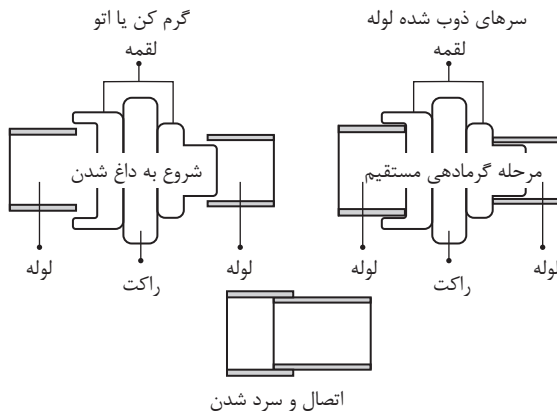 سرهای ذوب شده لوله
لقمه
مرحله گرمادهی مستقیم
لوله
راکت
لوله
گرم کن یا اتو
لقمه
شروع به داغ شدن
لوله
راکت
لوله
اتصال و سرد شدن